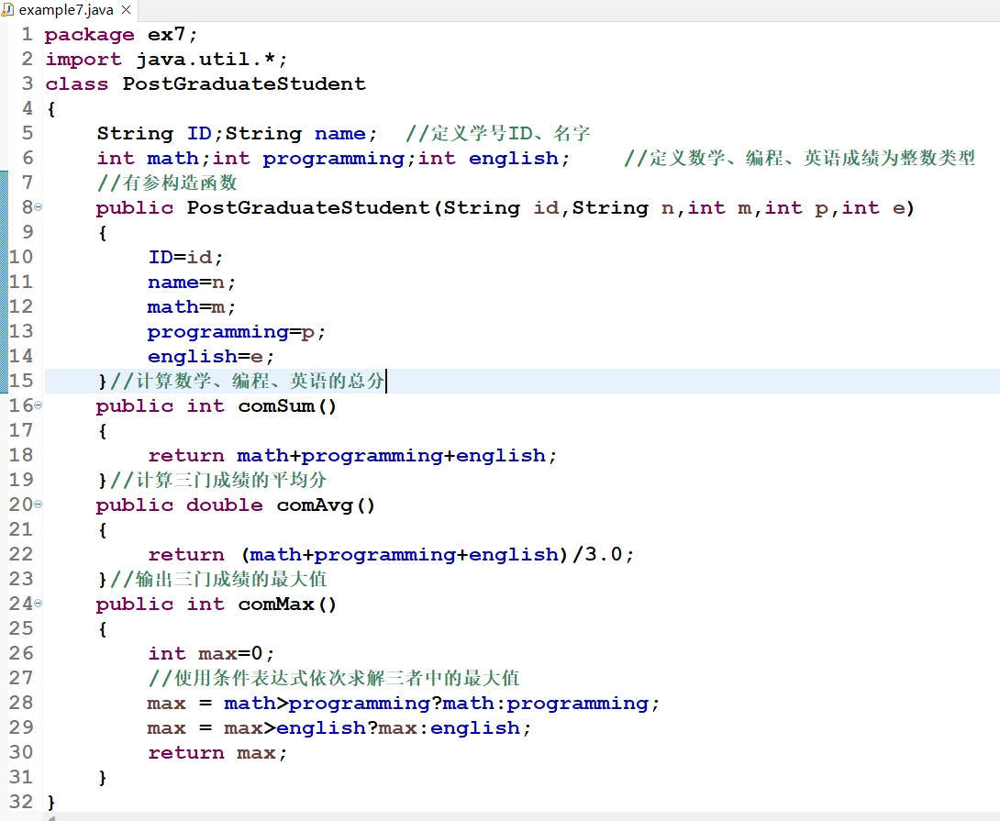 example7.java
1 package ex7;
2 import java.util.*;
3 class PostGraduateStudent
4 {
5     String ID;String name;  //定义学号ID、名字
6     int math;int programming;int english;    //定义数学、编程、英语成绩为整数类型
7     //有参构造函数
8     public PostGraduateStudent(String id,String n,int m,int p,int e)
9     {
10         ID=id;
11         name=n;
12         math=m;
13         programming=p;
14         english=e;
15     }//计算数学、编程、英语的总分
16     public int comSum()
17     {
18         return math+programming+english;
19     }//计算三门成绩的平均分
20     public double comAvg()
21     {
22         return (math+programming+english)/3.0;
23     }//输出三门成绩的最大值
24     public int comMax()
25     {
26         int max=0;
27         //使用条件表达式依次求解三者中的最大值
28         max = math>programming?math:programming;
29         max = max>english?max:english;
30         return max;
31     }
32 }